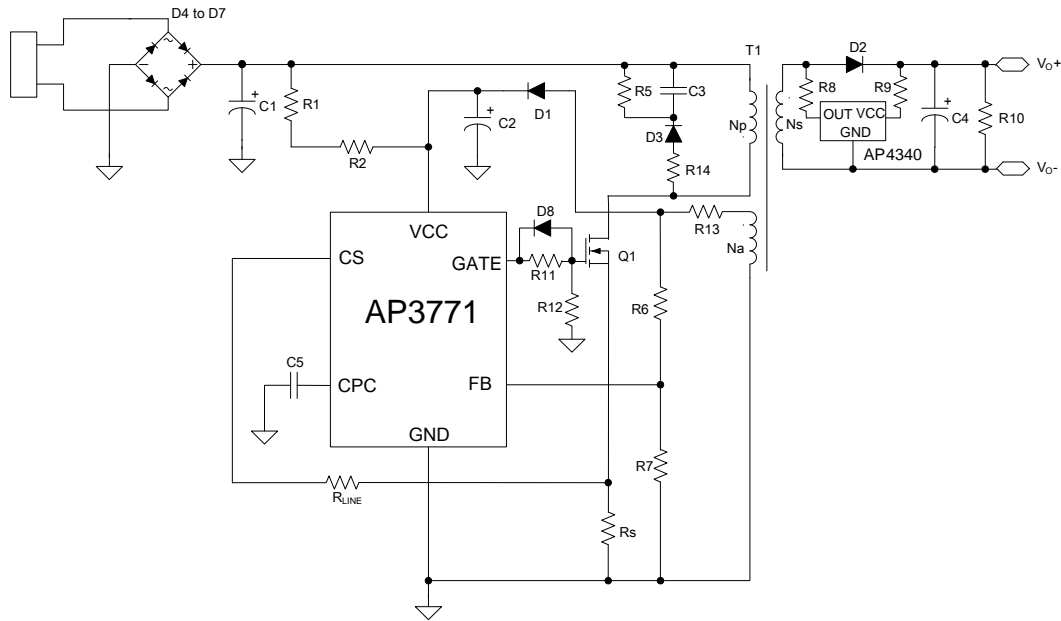 D4 to D7
T1
D2
VO+
R8
R9
OUT VCC
GND
AP4340
C4
R10
VO-
C1
R1
R2
C2
D1
R5
C3
D3
R14
Np
Ns
R13
Na
VCC
CS
GATE
D8
R11
Q1
R12
R6
AP3771
C5
CPC
FB
GND
R7
RLINE
Rs
+
+
+
+
−
~
~